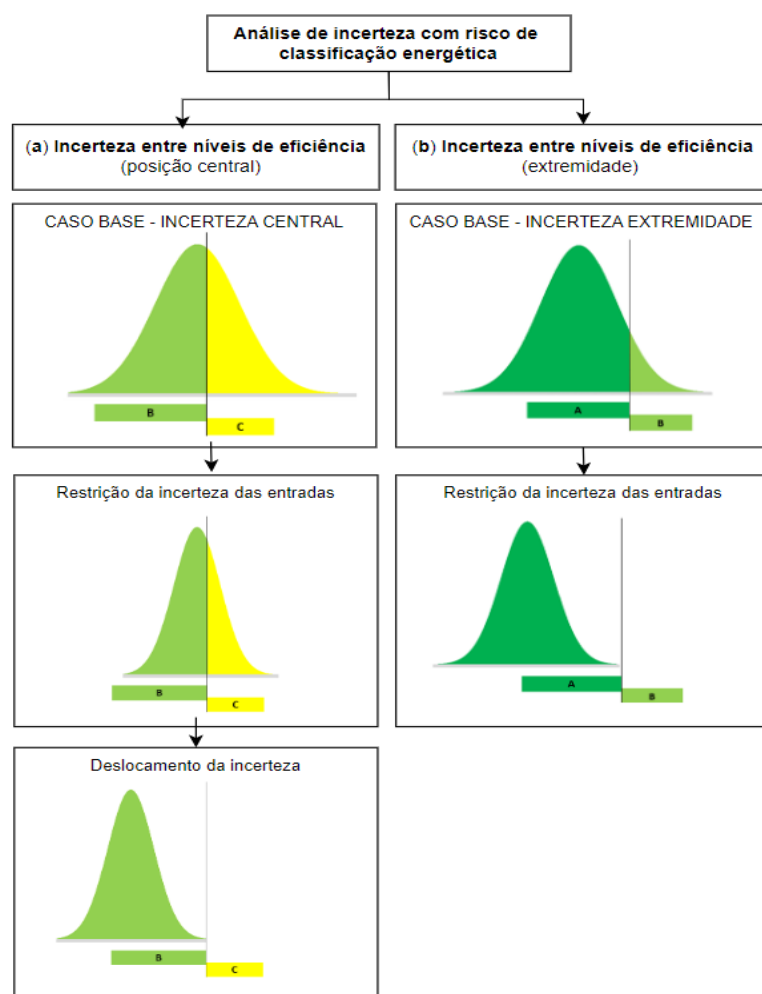 Análise de incerteza com risco de
classificação energética
(a) Incerteza entre níveis de eficiência
(posição central)
(b) Incerteza entre níveis de eficiência
(extremidade)
CASO BASE - INCERTEZA CENTRAL
B
C
CASO BASE - INCERTEZA EXTREMIDADE
A
B
Restrição da incerteza das entradas
B
C
Restrição da incerteza das entradas
A
B
Deslocamento da incerteza
B
C